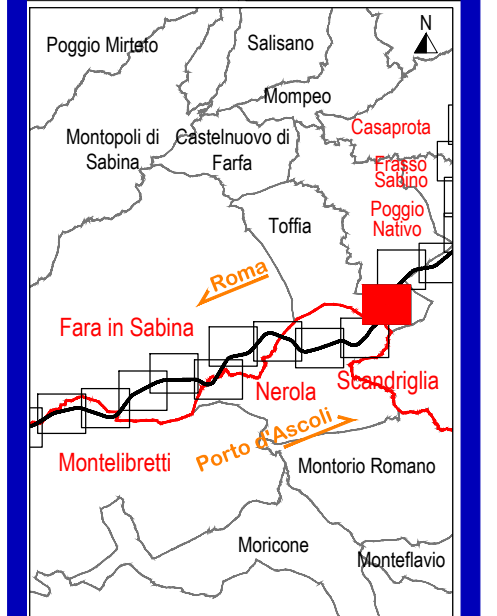 N
Poggio Mirteto
Salisano
Mompeo
Casaprota
Montopoli di
Sabina
Castelnuovo di
Farfa
Frasso
Sabino
Poggio
Nativo
Toffia
Roma
Fara in Sabina
Nerola
Scandriglia
Porto d'Ascoli
Montelibretti
Montorio Romano
Moricone
Monteflavio